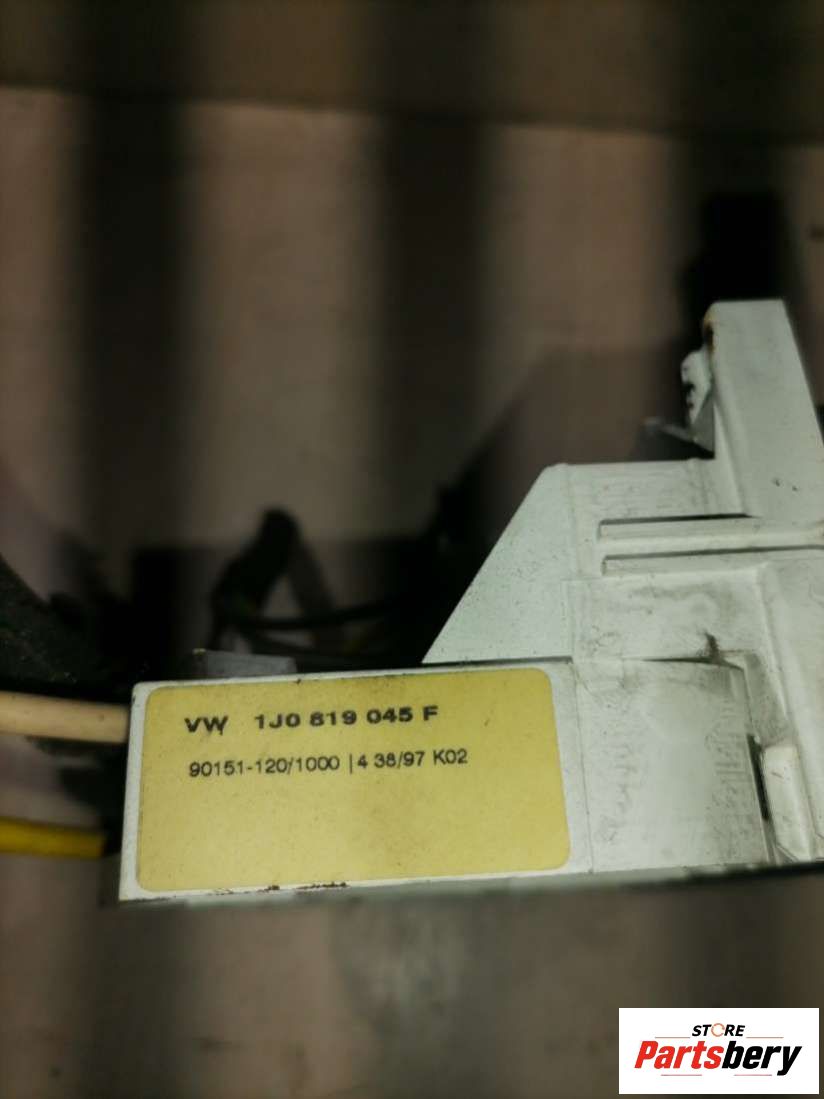 VW 1J0 819 045 F
90151-120/1000 |4 38/97 K02
STORE
Partsbery